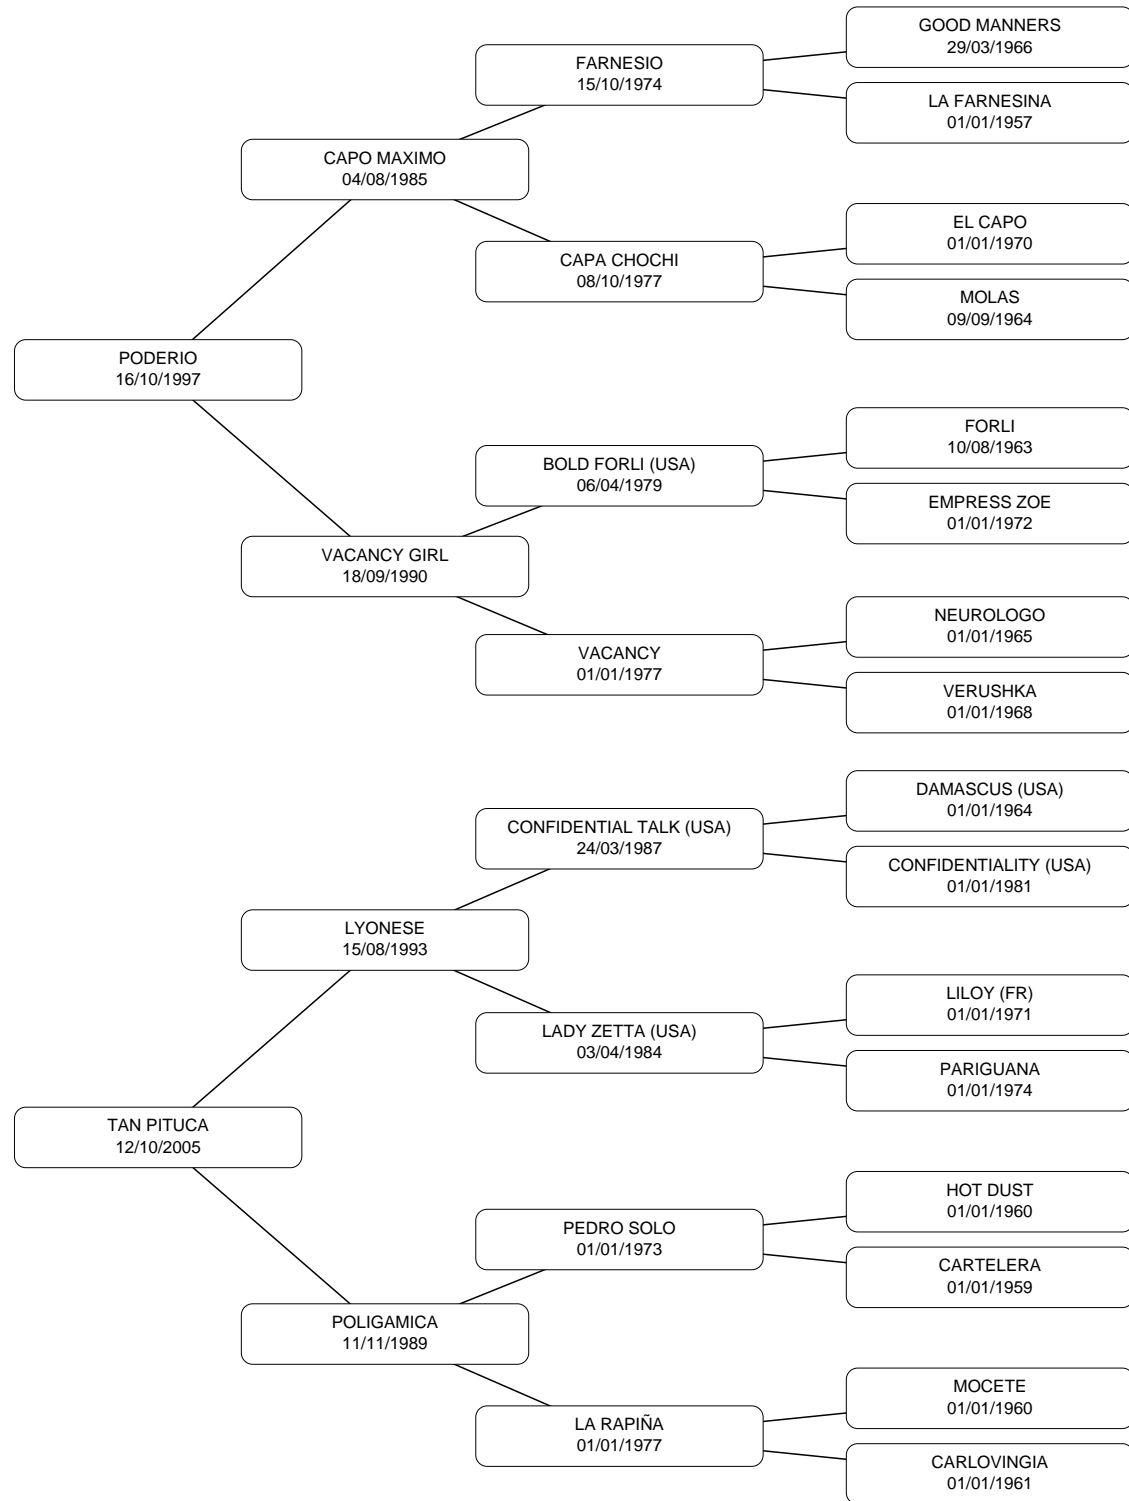 GOOD MANNERS
29/03/1966
FARNESIO
15/10/1974
LA FARNESINA
01/01/1957
CAPO MAXIMO
04/08/1985
EL CAPO
01/01/1970
CAPA CHOCHI
08/10/1977
MOLAS
09/09/1964
PODERIO
16/10/1997
FORLI
10/08/1963
BOLD FORLI (USA)
06/04/1979
EMPRESS ZOE
01/01/1972
VACANCY GIRL
18/09/1990
NEUROLOGO
01/01/1965
VACANCY
01/01/1977
VERUSHKA
01/01/1968
DAMASCUS (USA)
01/01/1964
CONFIDENTIAL TALK (USA)
24/03/1987
CONFIDENTIALITY (USA)
01/01/1981
LYONESE
15/08/1993
LILOY (FR)
01/01/1971
LADY ZETTA (USA)
03/04/1984
PARIGUANA
01/01/1974
TAN PITUCA
12/10/2005
HOT DUST
01/01/1960
PEDRO SOLO
01/01/1973
CARTELERA
01/01/1959
POLIGAMICA
11/11/1989
MOCETE
01/01/1960
LA RAPIÑA
01/01/1977
CARLOVINGIA
01/01/1961